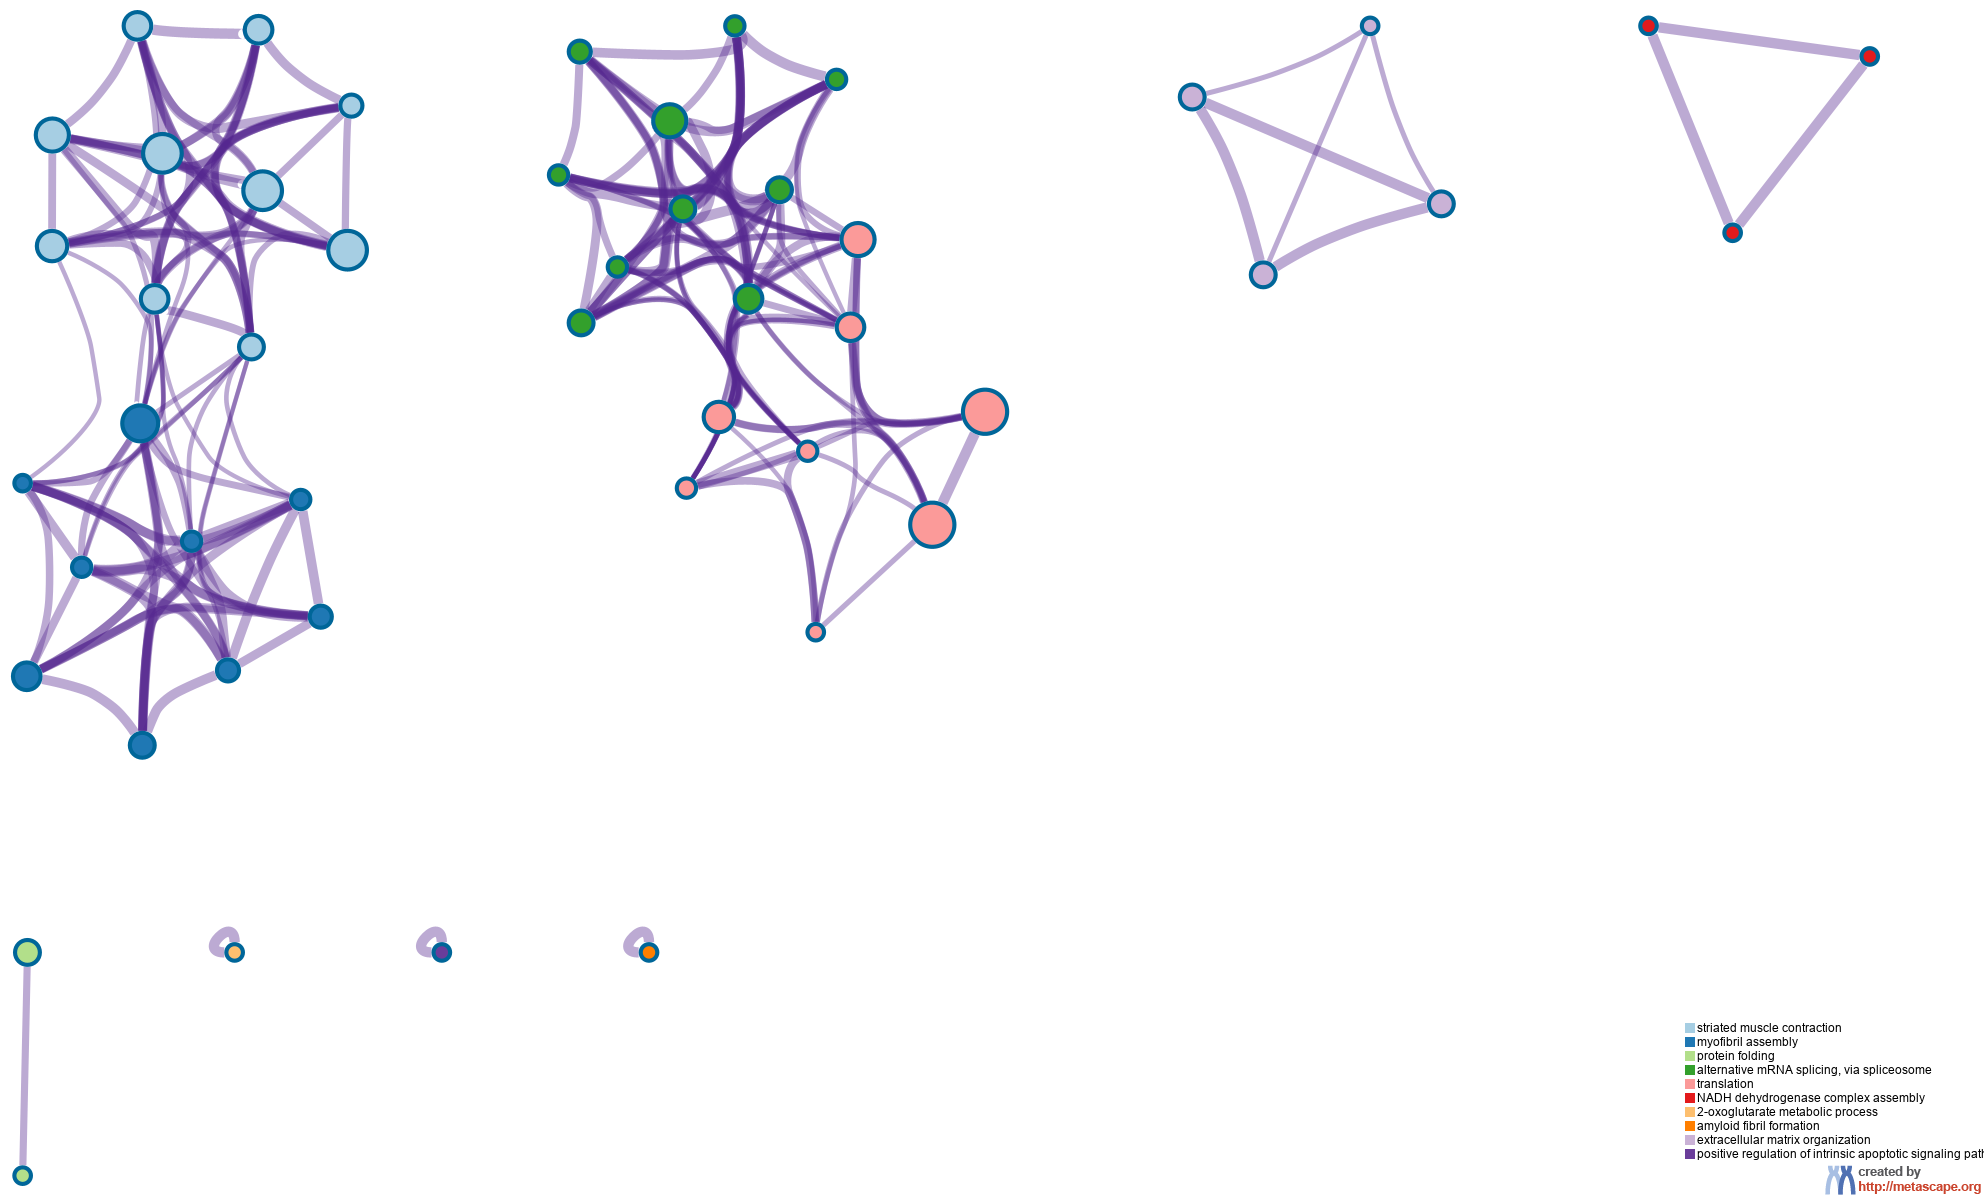 striated muscle contraction
myofibril assembly
protein folding
alternative mRNA splicing, via spliceosome
translation
NADH dehydrogenase complex assembly
2-oxoglutarate metabolic process
amyloid fibril formation
extracellular matrix organization
positive regulation of intrinsic apoptotic signaling path
created by
http://metascape.org